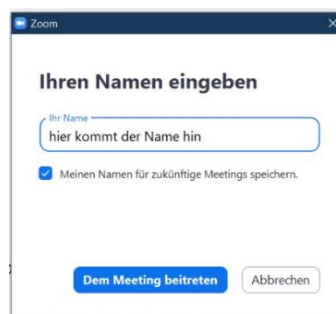 Zoom
Ihren Namen eingeben
Ihr Name
hier kommt der Name hin
Meinen Namen für zukünftige Meetings speichern.
Dem Meeting beitreten
Abbrechen